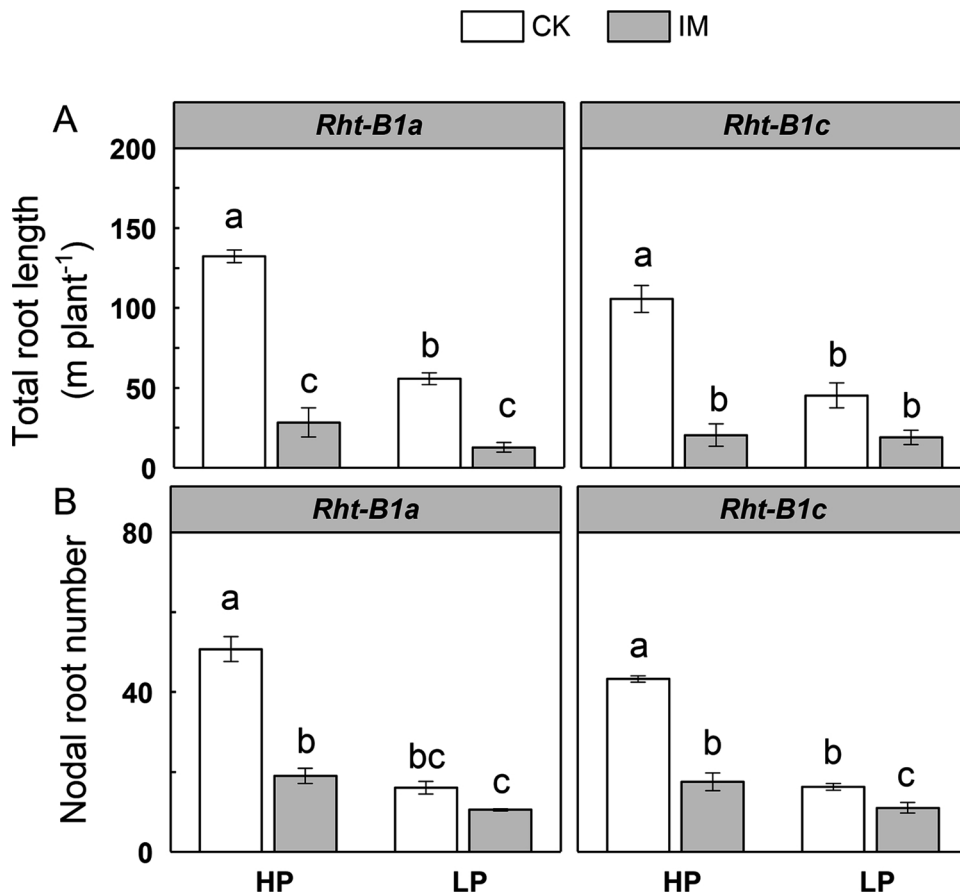 CK IM
A
Rht-B1a Rht-B1c
Total root length
(m plant-1)
200
150
100
50
0
a
c
b
c
a
b
b
b
B
Rht-B1a Rht-B1c
Nodal root number
80
40
0
a
b
bc
c
a
b
b
c
HP LP HP LP